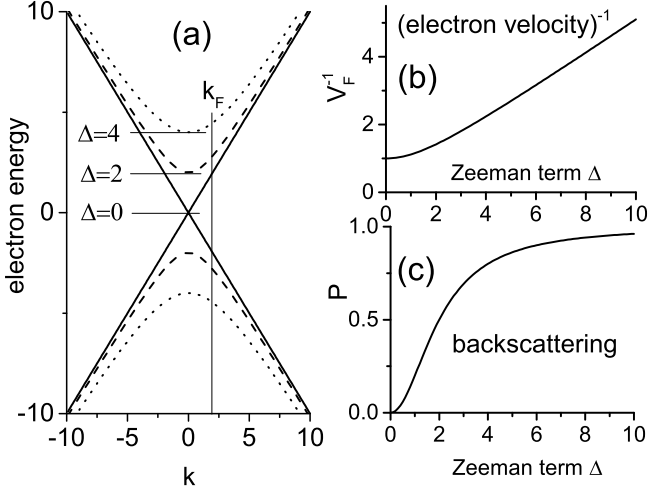 10
5
0
-10
electron energy
(a)
k_F
Δ=4
Δ=2
Δ=0
-10 -5 0 5 10
k
(electron velocity)⁻¹
(b)
V_F⁻¹
4
2
0
Zeeman term Δ
0 2 4 6 8 10
1.0
0.5
0.0
P
(c)
backscattering
0 2 4 6 8 10
Zeeman term Δ